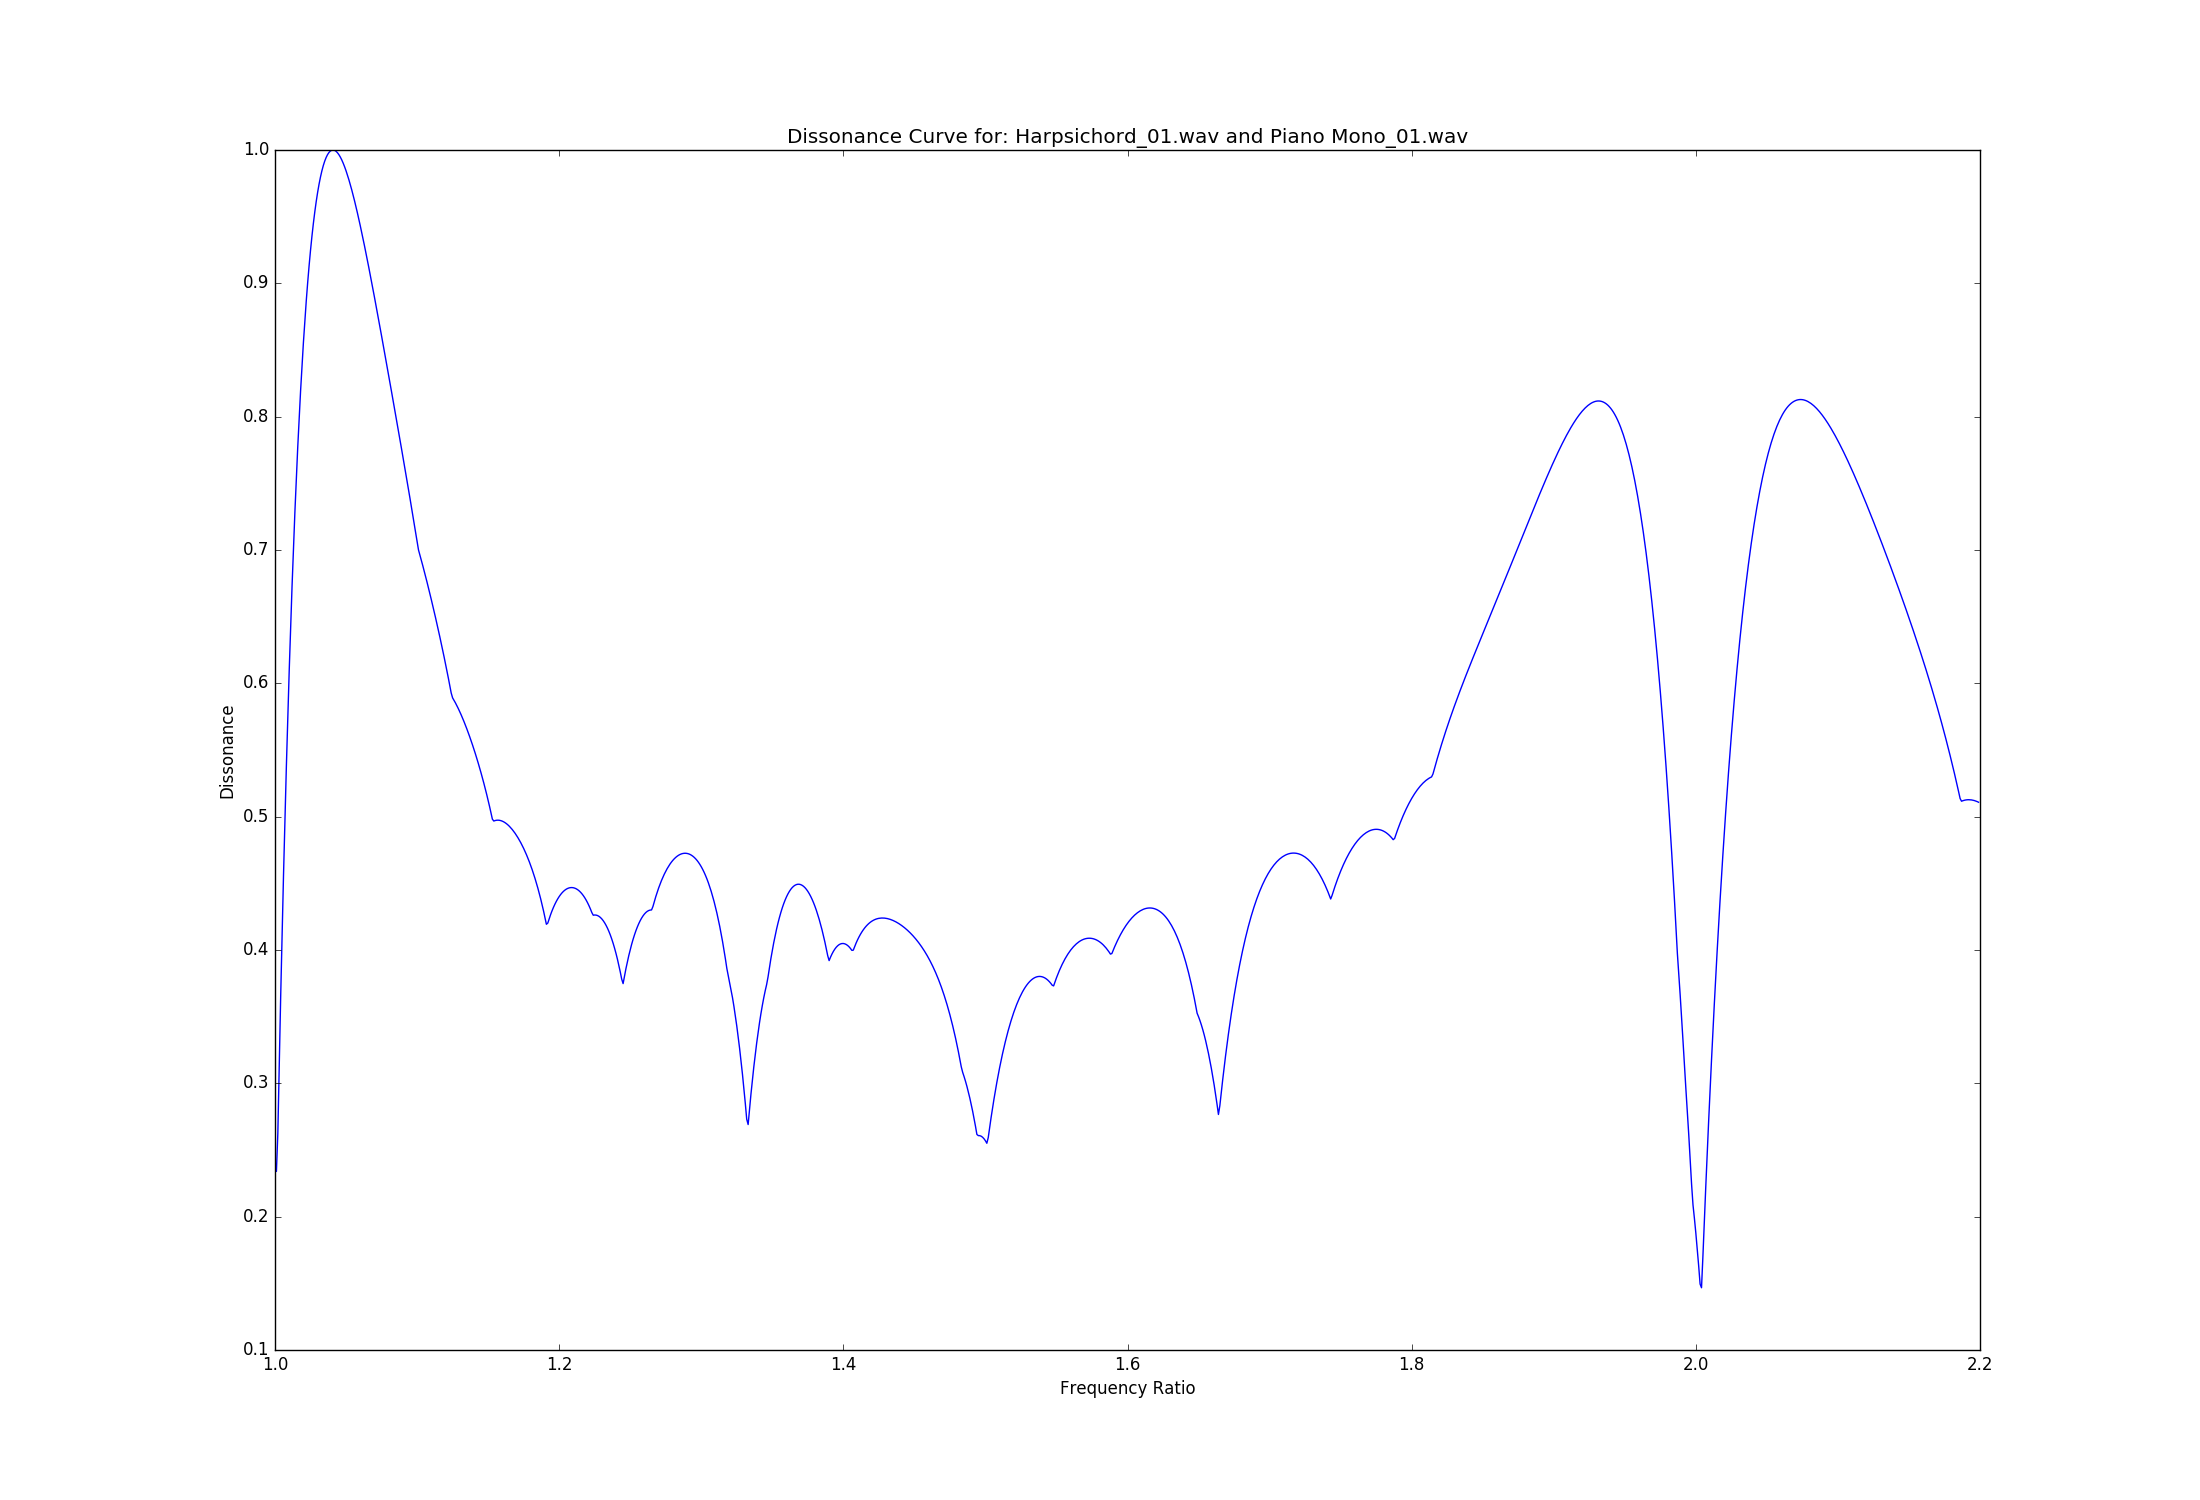 Dissonance Curve for: Harpsichord_01.wav and Piano Mono_01.wav
1.0
0.9
0.8
0.7
0.6
0.5
0.4
0.3
0.2
0.1
Dissonance
1.0 1.2 1.4 1.6 1.8 2.0 2.2
Frequency Ratio